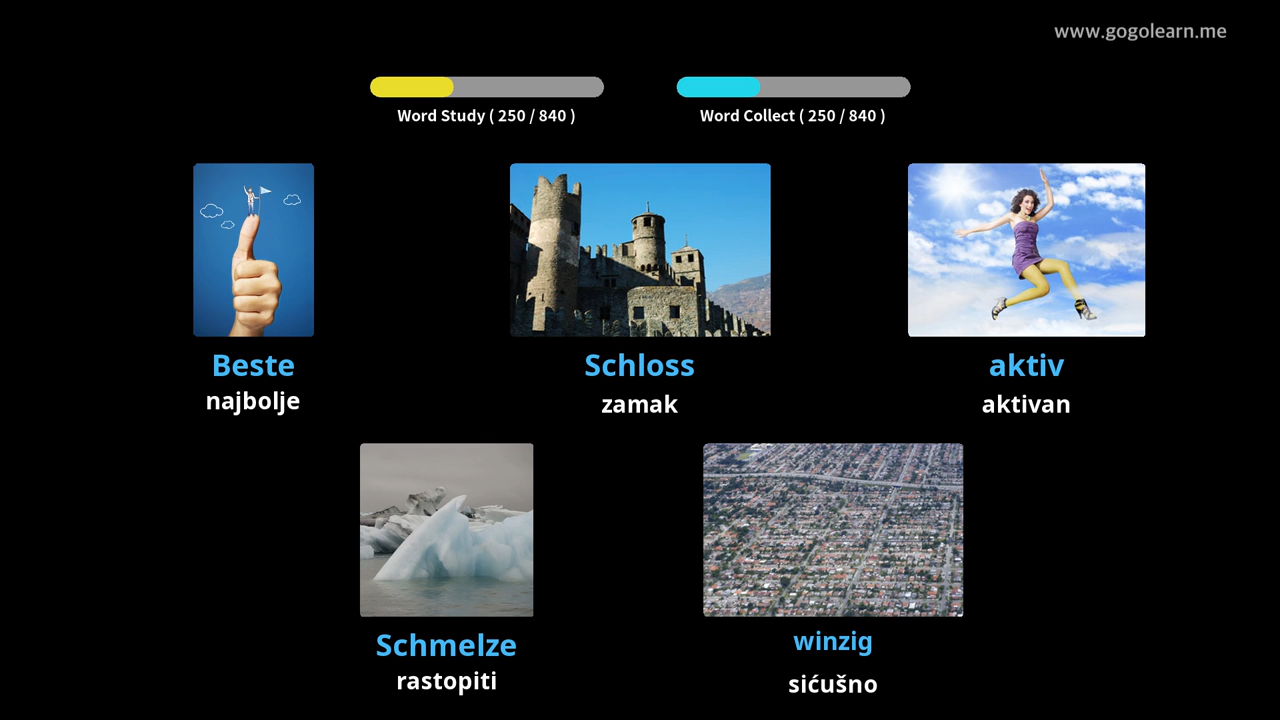 www.gogolearn.me
Word Study ( 250 / 840 )
Word Collect ( 250 / 840 )
Beste
najbolje
Schloss
zamak
aktiv
aktivan
Schmelze
rastopiti
winzig
sićušno